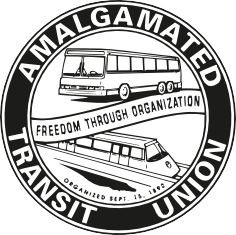 AMALGAMATED
FREEDOM THROUGH ORGANIZATION
ORGANIZED SEPT. 15, 1892
TRANSIT UNION